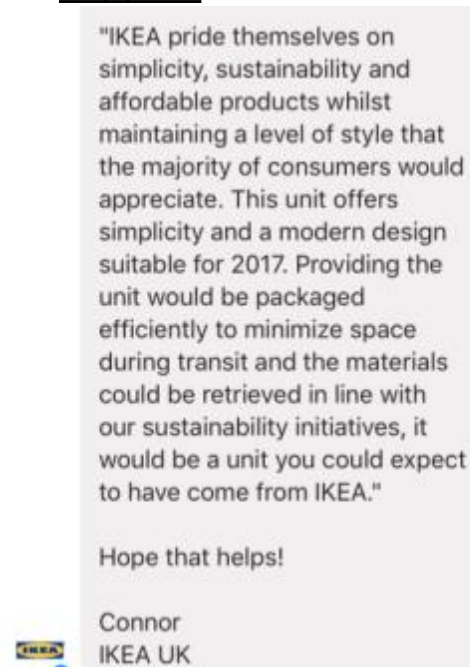 "IKEA pride themselves on
simplicity, sustainability and
affordable products whilst
maintaining a level of style that
the majority of consumers would
appreciate. This unit offers
simplicity and a modern design
suitable for 2017. Providing the
unit would be packaged
efficiently to minimize space
during transit and the materials
could be retrieved in line with
our sustainability initiatives, it
would be a unit you could expect
to have come from IKEA."
Hope that helps!
Connor
IKEA UK
IKEA